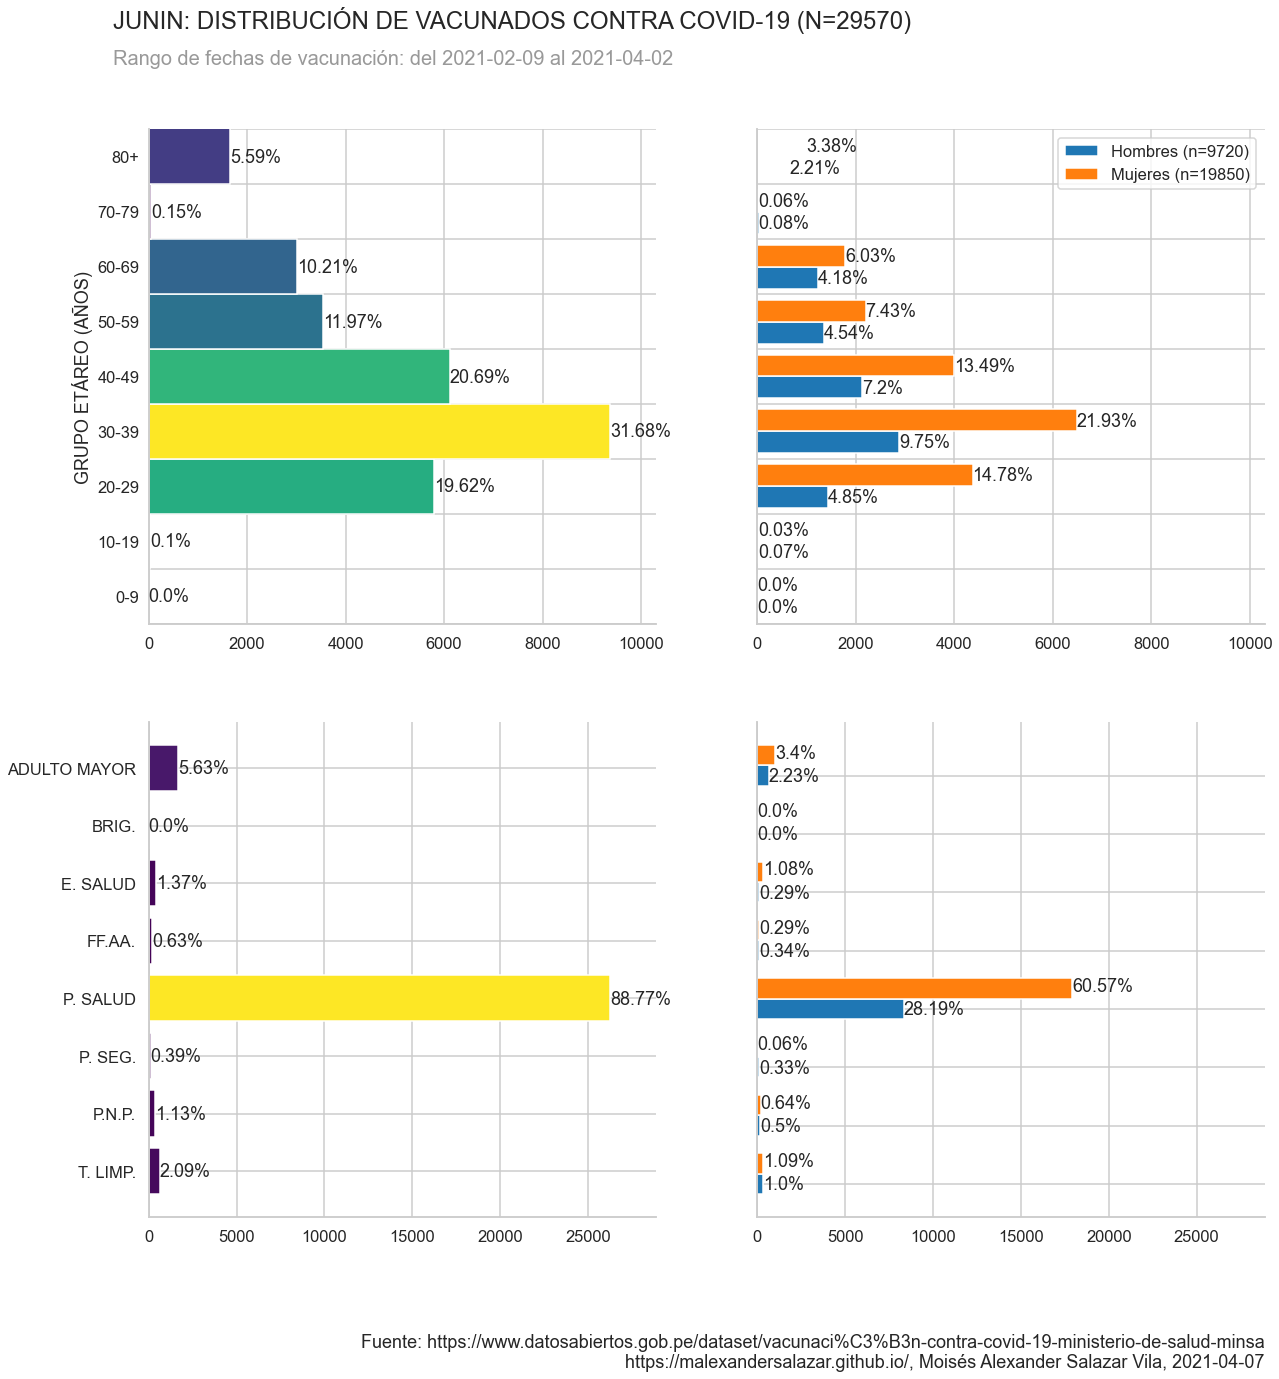 JUNIN: DISTRIBUCIÓN DE VACUNADOS CONTRA COVID-19 (N=29570)
Rango de fechas de vacunación: del 2021-02-09 al 2021-04-02
GRUPO ETÁREO (AÑOS)
80+ 5.59%
70-79 0.15%
60-69 10.21%
50-59 11.97%
40-49 20.69%
30-39 31.68%
20-29 19.62%
10-19 0.1%
0-9 0.0%
0 2000 4000 6000 8000 10000
Hombres (n=9720)
Mujeres (n=19850)
3.38%
2.21%
0.06%
0.08%
6.03%
4.18%
7.43%
4.54%
13.49%
7.2%
21.93%
9.75%
14.78%
4.85%
0.03%
0.07%
0.0%
0.0%
0 2000 4000 6000 8000 10000
ADULTO MAYOR 5.63%
BRIG. 0.0%
E. SALUD 1.37%
FF.AA. 0.63%
P. SALUD 88.77%
P. SEG. 0.39%
P.N.P. 1.13%
T. LIMP. 2.09%
0 5000 10000 15000 20000 25000
3.4%
2.23%
0.0%
0.0%
1.08%
0.29%
0.29%
0.34%
60.57%
28.19%
0.06%
0.33%
0.64%
0.5%
1.09%
1.0%
0 5000 10000 15000 20000 25000
Fuente: https://www.datosabiertos.gob.pe/dataset/vacunaci%C3%B3n-contra-covid-19-ministerio-de-salud-minsa
https://malexandersalazar.github.io/, Moisés Alexander Salazar Vila, 2021-04-07